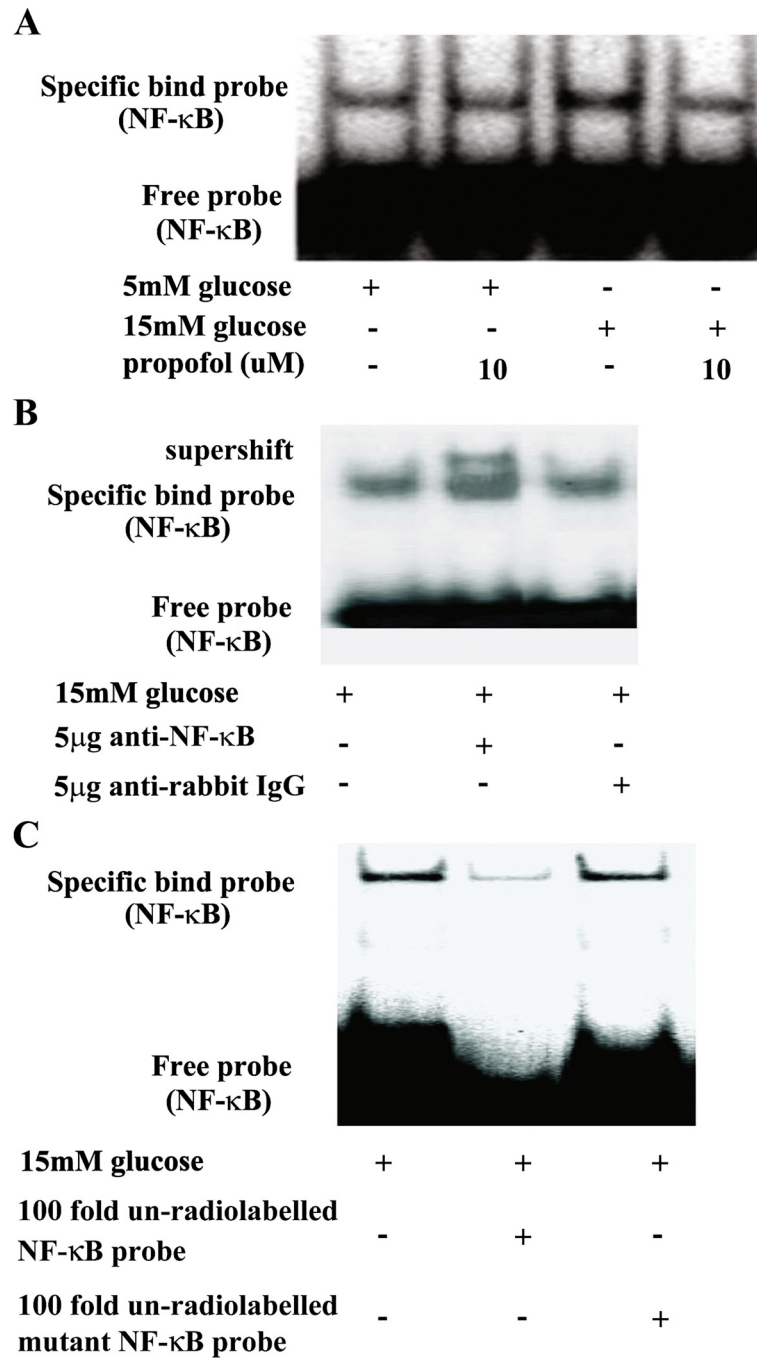 A
Specific bind probe
(NF-κB)
Free probe
(NF-κB)
5mM glucose + + - -
15mM glucose - - + +
propofol (uM) - 10 - 10
B
supershift
Specific bind probe
(NF-κB)
Free probe
(NF-κB)
15mM glucose + + +
5μg anti-NF-κB - + -
5μg anti-rabbit IgG - - +
C
Specific bind probe
(NF-κB)
Free probe
(NF-κB)
15mM glucose + + +
100 fold un-radiolabelled
NF-κB probe - + -
100 fold un-radiolabelled
mutant NF-κB probe - - +